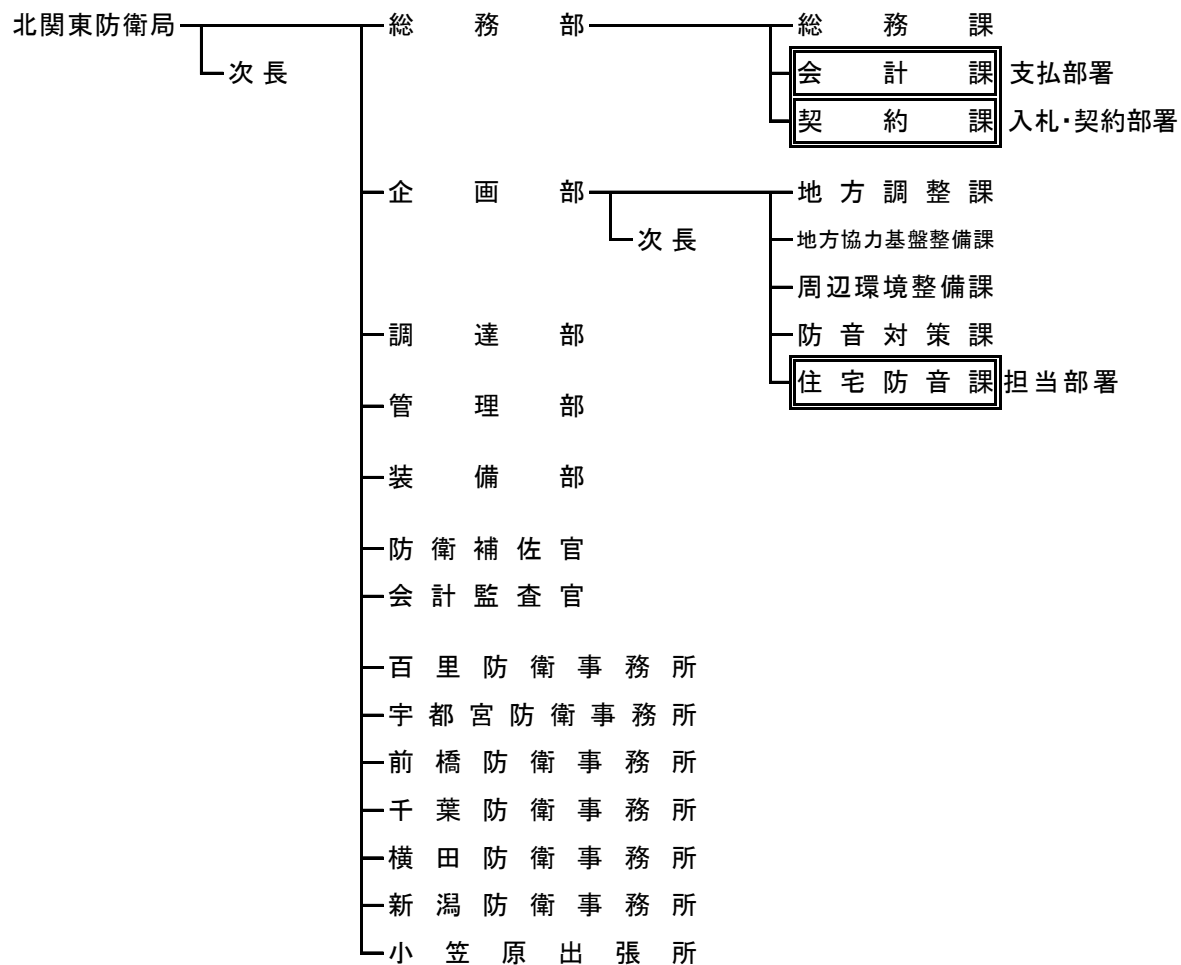 北関東防衛局 総務部 総務課
次長 会計課 支払部署
契約課 入札・契約部署
企画部 地方調整課
次長 地方協力基盤整備課
周辺環境整備課
調達部 防音対策課
住宅防音課 担当部署
管理部
装備部
防衛補佐官
会計監査官
百里防衛事務所
宇都宮防衛事務所
前橋防衛事務所
千葉防衛事務所
横田防衛事務所
新潟防衛事務所
小笠原出張所